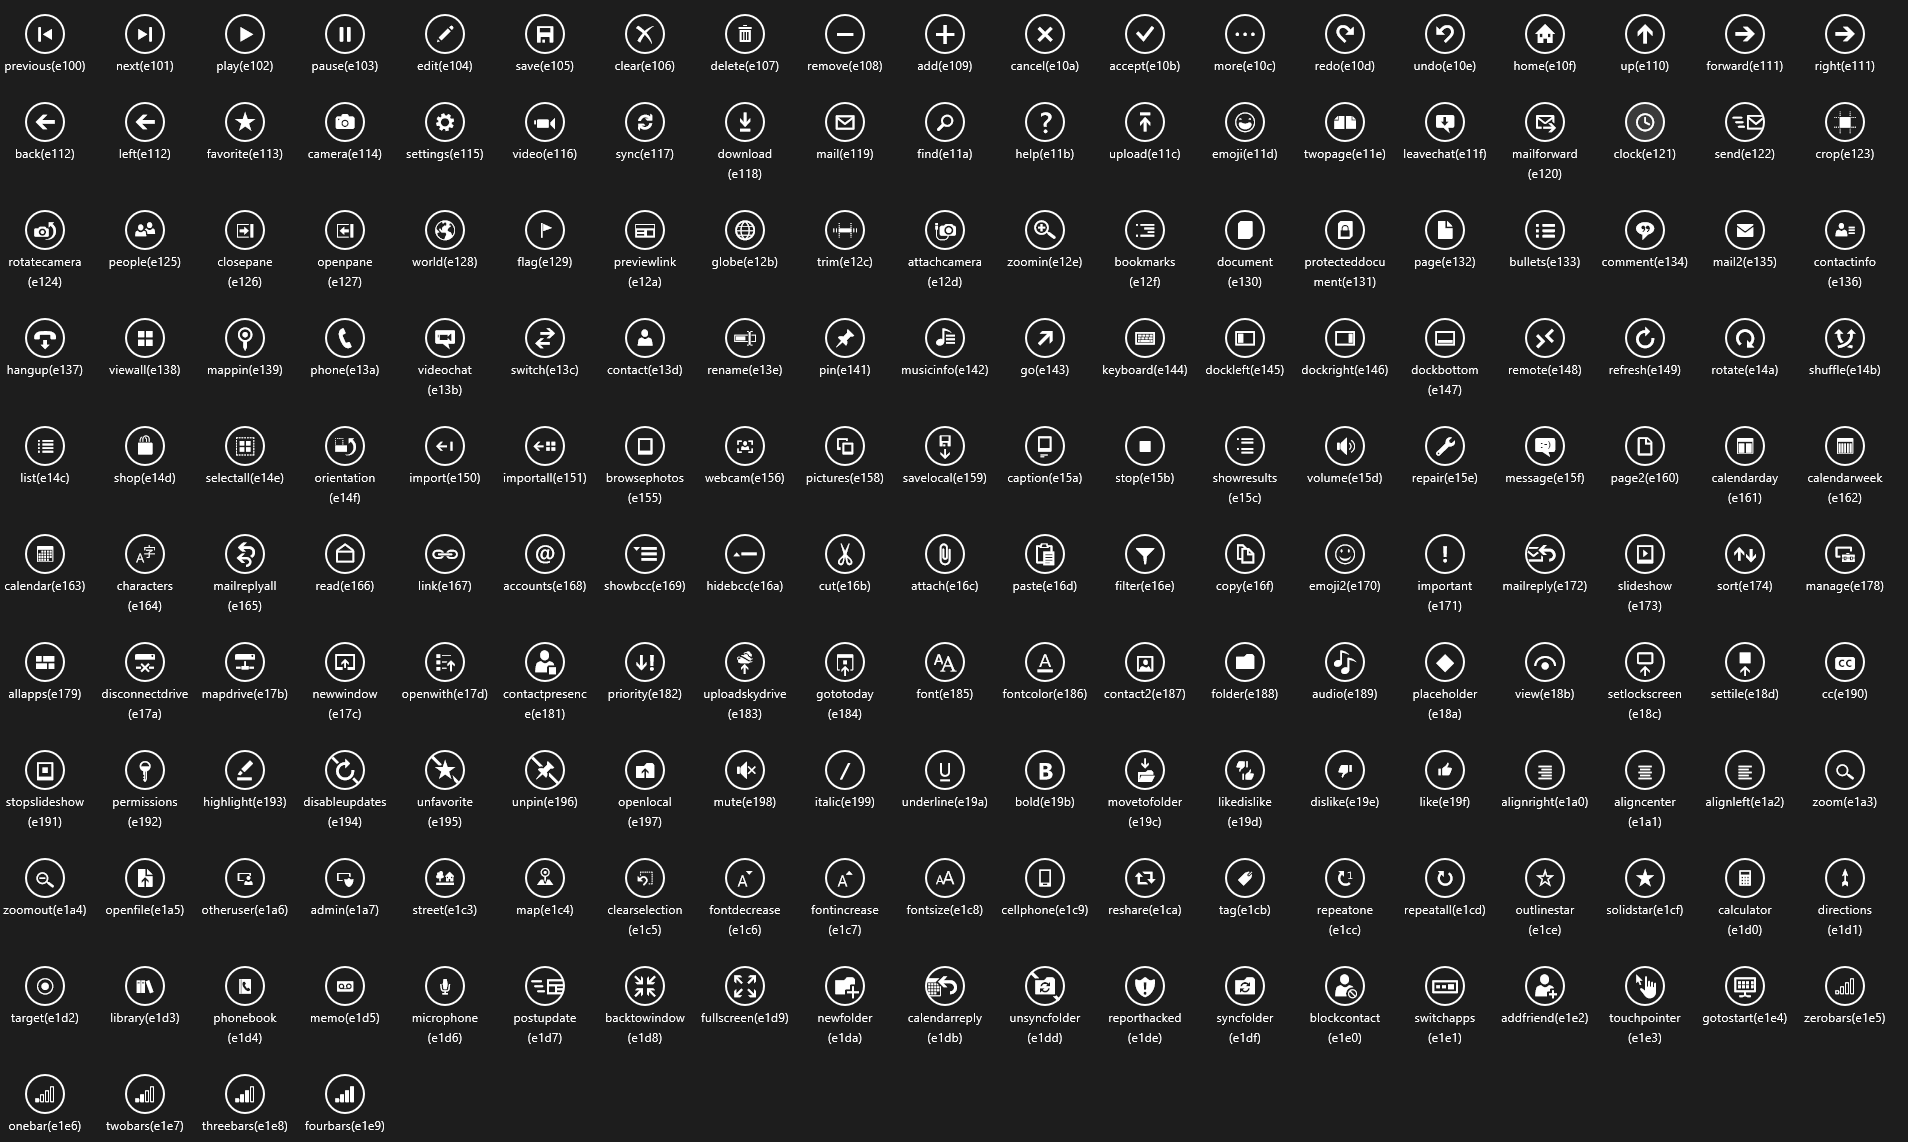 previous(e100) next(e101) play(e102) pause(e103) edit(e104) save(e105) clear(e106) delete(e107) remove(e108) add(e109) cancel(e10a) accept(e10b) more(e10c) redo(e10d) undo(e10e) home(e10f) up(e110) forward(e111) right(e111)
back(e112) left(e112) favorite(e113) camera(e114) settings(e115) video(e116) sync(e117) download mail(e119) find(e11a) help(e11b) upload(e11c) emoji(e11d) twopage(e11e) leavechat(e11f) mailforward clock(e121) send(e122) crop(e123)
(e118) (e120)
rotatecamera people(e125) closepane openpane world(e128) flag(e129) previewlink globe(e12b) trim(e12c) attachcamera zoomin(e12e) bookmarks document protecteddocu page(e132) bullets(e133) comment(e134) mail2(e135) contactinfo
(e124) (e126) (e127) (e12a) (e12d) (e12f) (e130) ment(e131) (e136)
hangup(e137) viewall(e138) mappin(e139) phone(e13a) videochat switch(e13c) contact(e13d) rename(e13e) pin(e141) musicinfo(e142) go(e143) keyboard(e144) dockleft(e145) dockright(e146) dockbottom remote(e148) refresh(e149) rotate(e14a) shuffle(e14b)
(e13b) (e147)
list(e14c) shop(e14d) selectall(e14e) orientation import(e150) importall(e151) browsephotos webcam(e156) pictures(e158) savelocal(e159) caption(e15a) stop(e15b) showresults volume(e15d) repair(e15e) message(e15f) page2(e160) calendarday calendarweek
(e14f) (e155) (e15c) (e161) (e162)
calendar(e163) characters mailreplyall read(e166) link(e167) accounts(e168) showbcc(e169) hidebcc(e16a) cut(e16b) attach(e16c) paste(e16d) filter(e16e) copy(e16f) emoji2(e170) important mailreply(e172) slideshow sort(e174) manage(e178)
(e164) (e165) (e171) (e173)
allapps(e179) disconnectdrive mapdrive(e17b) newwindow openwith(e17d) contactpresenc priority(e182) uploadskydrive gototoday font(e185) fontcolor(e186) contact2(e187) folder(e188) audio(e189) placeholder view(e18b) setlockscreen settile(e18d) cc(e190)
(e17a) (e17c) e(e181) (e183) (e184) (e18a) (e18c)
stopslideshow permissions highlight(e193) disableupdates unfavorite unpin(e196) openlocal mute(e198) italic(e199) underline(e19a) bold(e19b) movetofolder likedislike dislike(e19e) like(e19f) alignright(e1a0) aligncenter alignleft(e1a2) zoom(e1a3)
(e191) (e192) (e194) (e195) (e197) (e19c) (e19d) (e1a1)
zoomout(e1a4) openfile(e1a5) otheruser(e1a6) admin(e1a7) street(e1c3) map(e1c4) clearselection fontdecrease fontincrease fontsize(e1c8) cellphone(e1c9) reshare(e1ca) tag(e1cb) repeatone repeatall(e1cd) outlinestar solidstar(e1cf) calculator directions
(e1c5) (e1c6) (e1c7) (e1cc) (e1ce) (e1d0) (e1d1)
target(e1d2) library(e1d3) phonebook memo(e1d5) microphone postupdate backtowindow fullscreen(e1d9) newfolder calendarreply unsyncfolder reporthacked syncfolder blockcontact switchapps addfriend(e1e2) touchpointer gotostart(e1e4) zerobars(e1e5)
(e1d4) (e1d6) (e1d7) (e1d8) (e1da) (e1db) (e1dd) (e1de) (e1df) (e1e0) (e1e1) (e1e3)
onebar(e1e6) twobars(e1e7) threebars(e1e8) fourbars(e1e9)